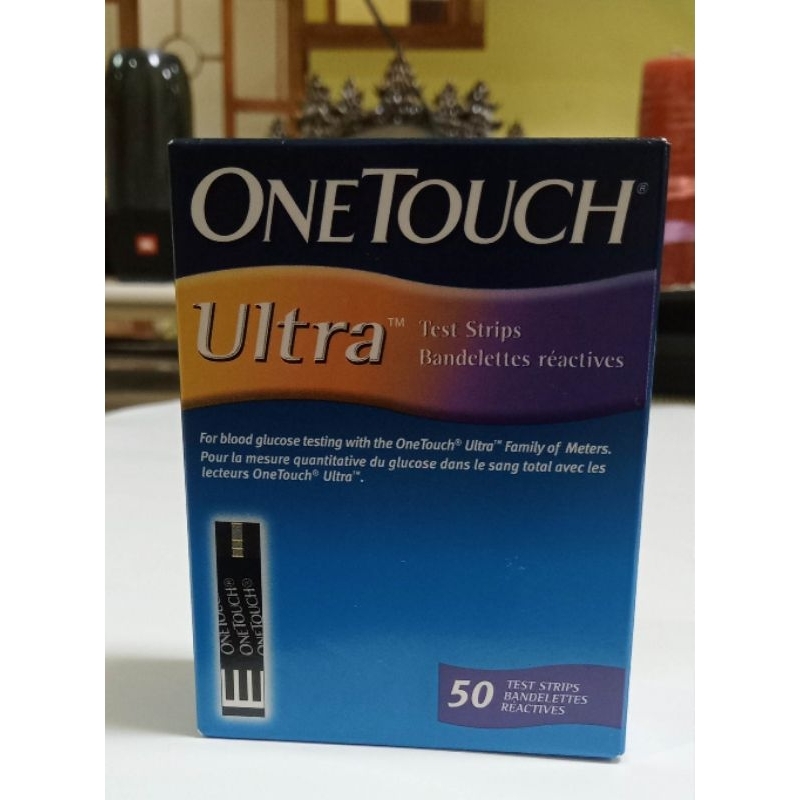 ONETOUCH®
Ultra™
Test Strips
Bandelettes réactives
For blood glucose testing with the OneTouch® Ultra™ Family of Meters.
Pour la mesure quantitative du glucose dans le sang total avec les
lecteurs OneTouch® Ultra™.
ONETOUCH®
ONETOUCH®
50
TEST STRIPS
BANDELETTES
RÉACTIVES
JBL